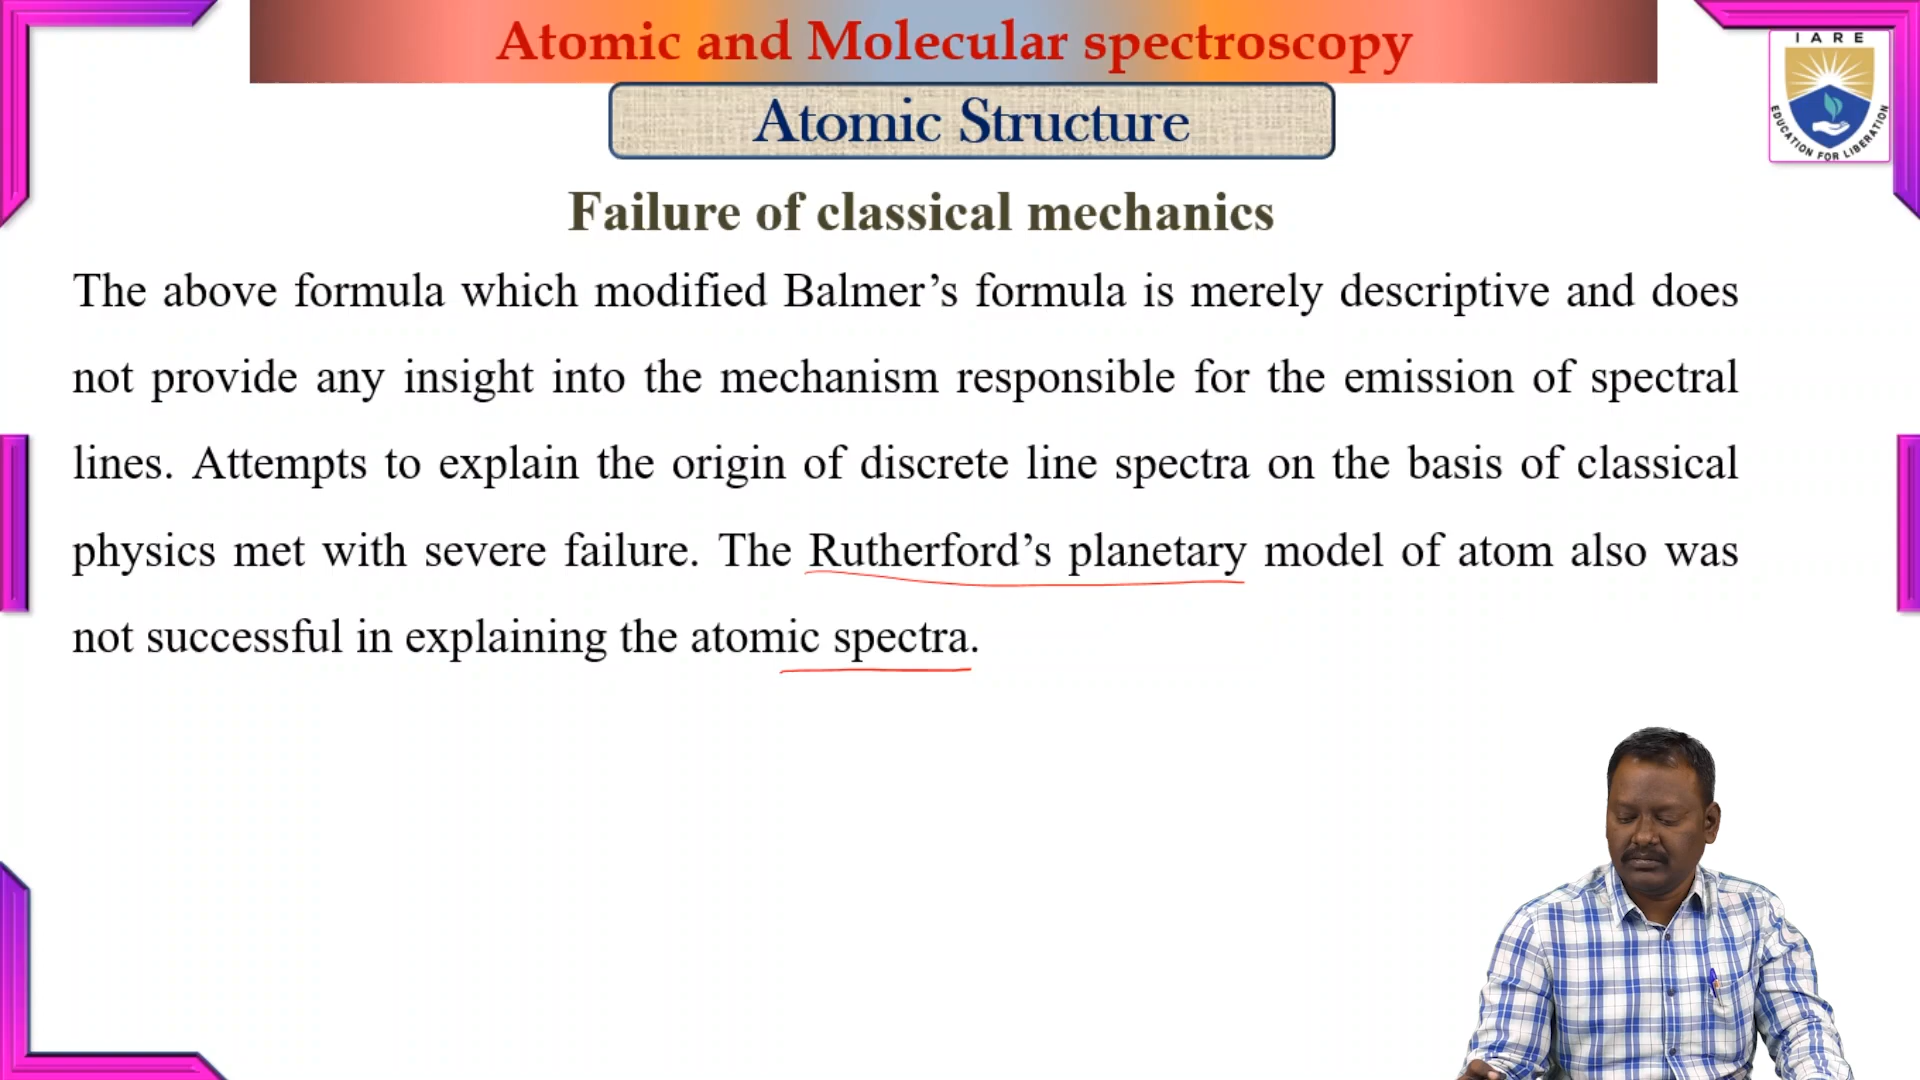 Atomic and Molecular spectroscopy
IARE
EDUCATION FOR LIBERATION
Atomic Structure
Failure of classical mechanics
The above formula which modified Balmer’s formula is merely descriptive and does
not provide any insight into the mechanism responsible for the emission of spectral
lines. Attempts to explain the origin of discrete line spectra on the basis of classical
physics met with severe failure. The Rutherford’s planetary model of atom also was
not successful in explaining the atomic spectra.